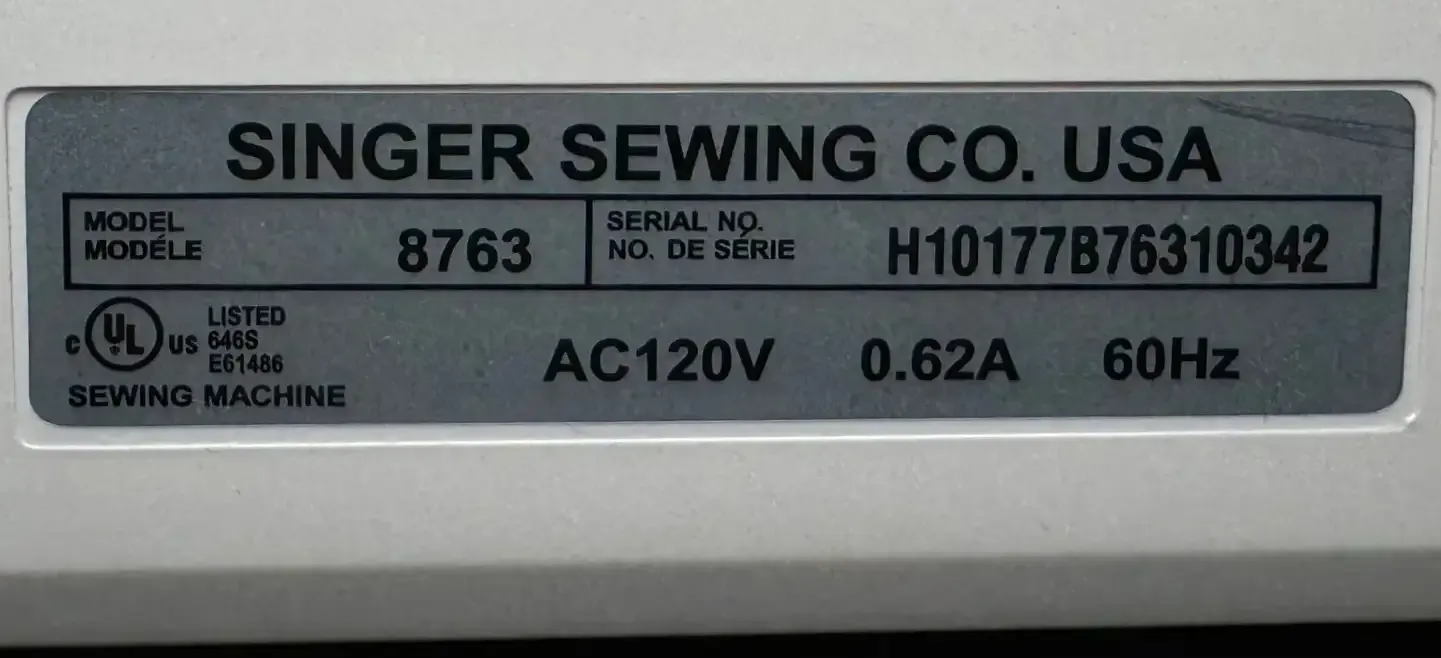 SINGER SEWING CO. USA
MODEL
MODÉLE 8763
SERIAL NO.
NO. DE SÉRIE H10177B76310342
C UL US LISTED
646S
E61486
SEWING MACHINE
AC120V 0.62A 60Hz